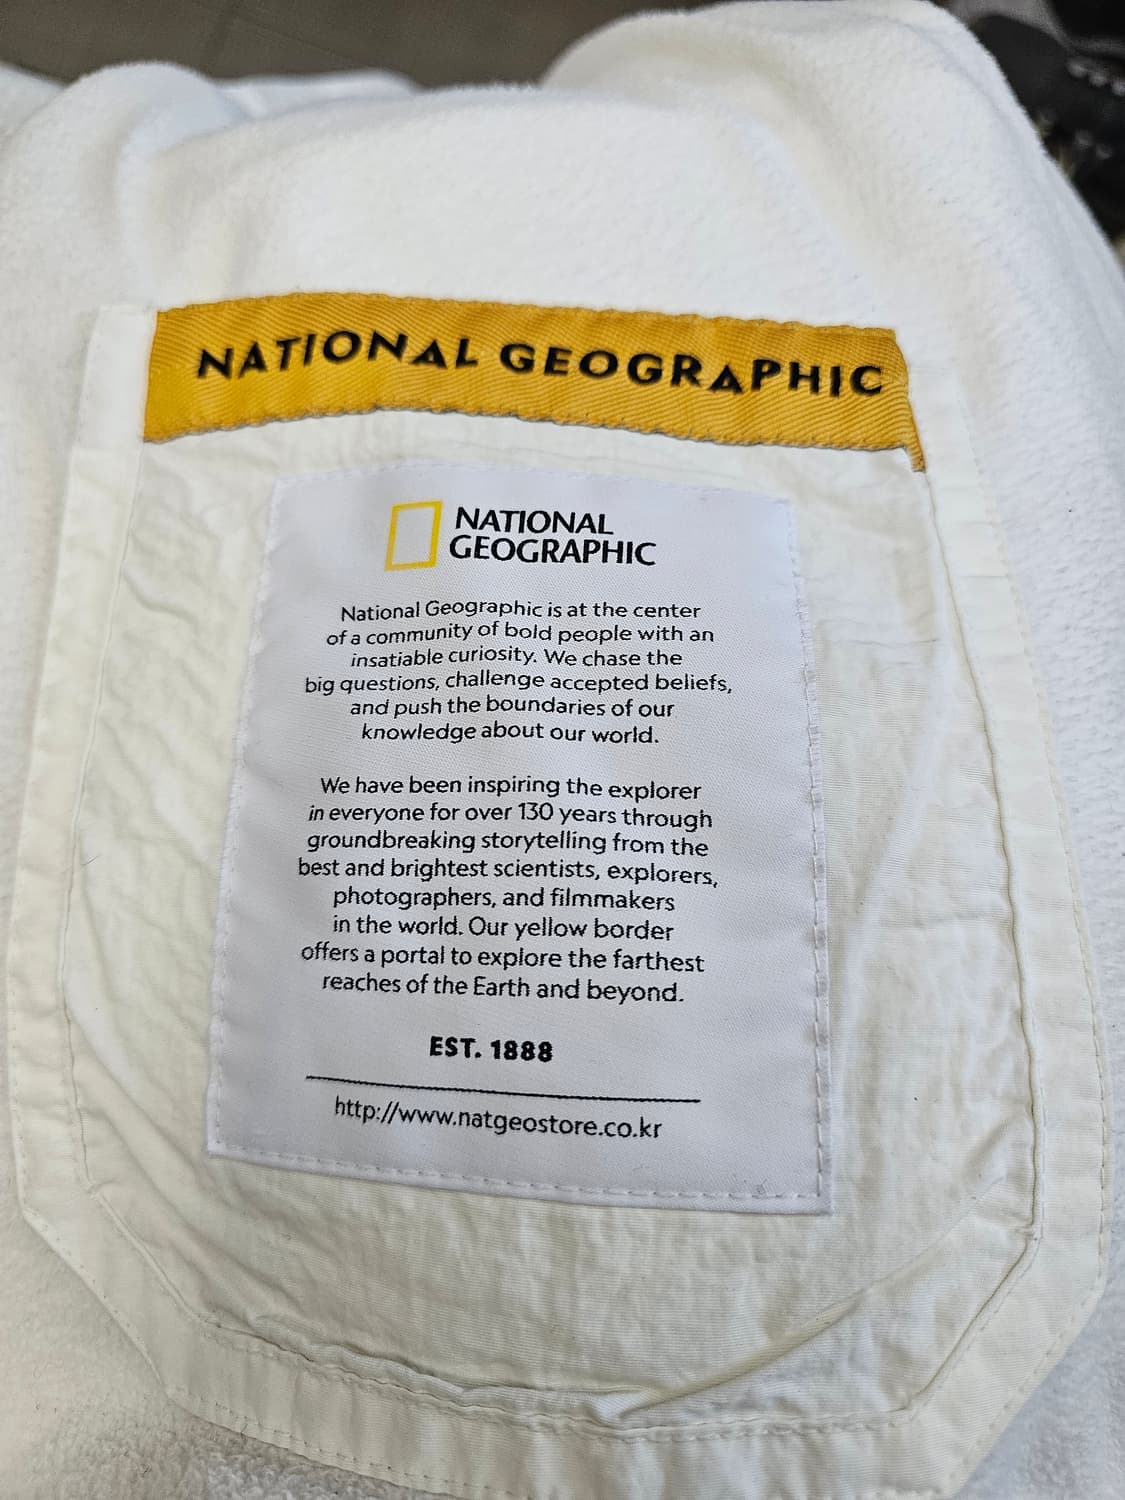 NATIONAL GEOGRAPHIC
NATIONAL
GEOGRAPHIC
National Geographic is at the center
of a community of bold people with an
insatiable curiosity. We chase the
big questions, challenge accepted beliefs,
and push the boundaries of our
knowledge about our world.
We have been inspiring the explorer
in everyone for over 130 years through
groundbreaking storytelling from the
best and brightest scientists, explorers,
photographers, and filmmakers
in the world. Our yellow border
offers a portal to explore the farthest
reaches of the Earth and beyond.
EST. 1888
http://www.natgeostore.co.kr